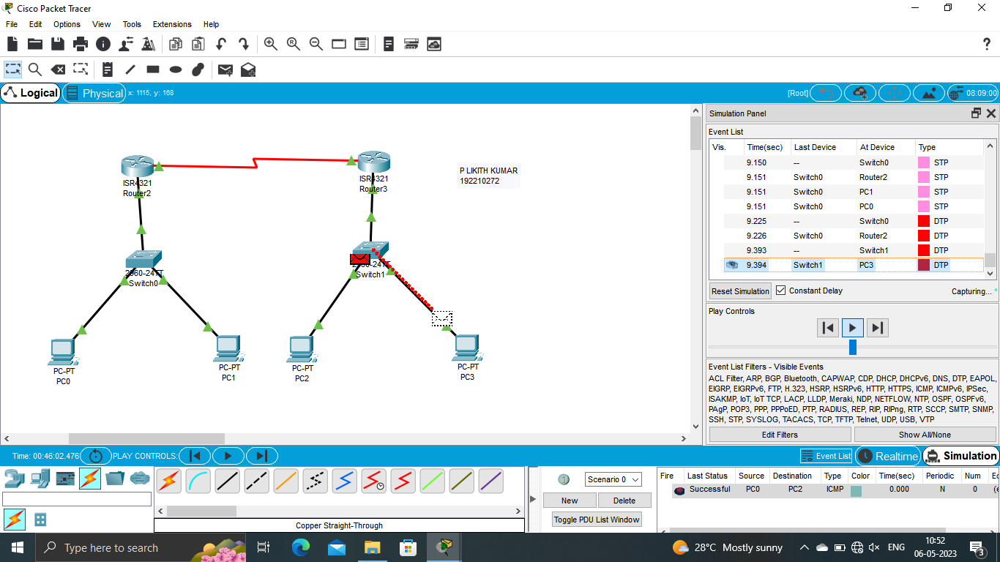 Cisco Packet Tracer
File Edit Options View Tools Extensions Help
?
Logical Physical x: 1115, y: 168 [Root] 08:09:00
Simulation Panel
Event List
Vis. Time(sec) Last Device At Device Type
9.150 -- Switch0 STP
9.151 Switch0 Router2 STP
9.151 Switch0 PC1 STP
9.151 Switch0 PC0 STP
9.225 -- Switch0 DTP
9.226 Switch0 Router2 DTP
9.393 -- Switch1 DTP
9.394 Switch1 PC3 DTP
Reset Simulation Constant Delay Capturing... *
Play Controls
Event List Filters - Visible Events
ACL Filter, ARP, BGP, Bluetooth, CAPWAP, CDP, DHCP, DHCPv6, DNS, DTP, EAPOL,
EIGRP, EIGRPv6, FTP, H.323, HSRP, HSRPv6, HTTP, HTTPS, ICMP, ICMPv6, IPSec,
ISAKMP, IoT, IoT TCP, LACP, LLDP, Meraki, NDP, NETFLOW, NTP, OSPF, OSPFv6,
PAgP, POP3, PPP, PPPoED, PTP, RADIUS, REP, RIP, RIPng, RTP, SCCP, SMTP, SNMP,
SSH, STP, SYSLOG, TACACS, TCP, TFTP, Telnet, UDP, USB, VTP
Edit Filters Show All/None
ISR4321
Router2
ISR4321
Router3
P LIKITH KUMAR
192210272
2960-24TT
Switch0
2960-24TT
Switch1
PC-PT
PC0
PC-PT
PC1
PC-PT
PC2
PC-PT
PC3
Time: 00:46:02.476 PLAY CONTROLS: Event List Realtime Simulation
Scenario 0
New Delete
Toggle PDU List Window
Fire Last Status Source Destination Type Color Time(sec) Periodic Num Ec
Successful PC0 PC2 ICMP 0.000 N 0 (e
Copper Straight-Through
Type here to search
28°C Mostly sunny ENG 10:52
06-05-2023
3